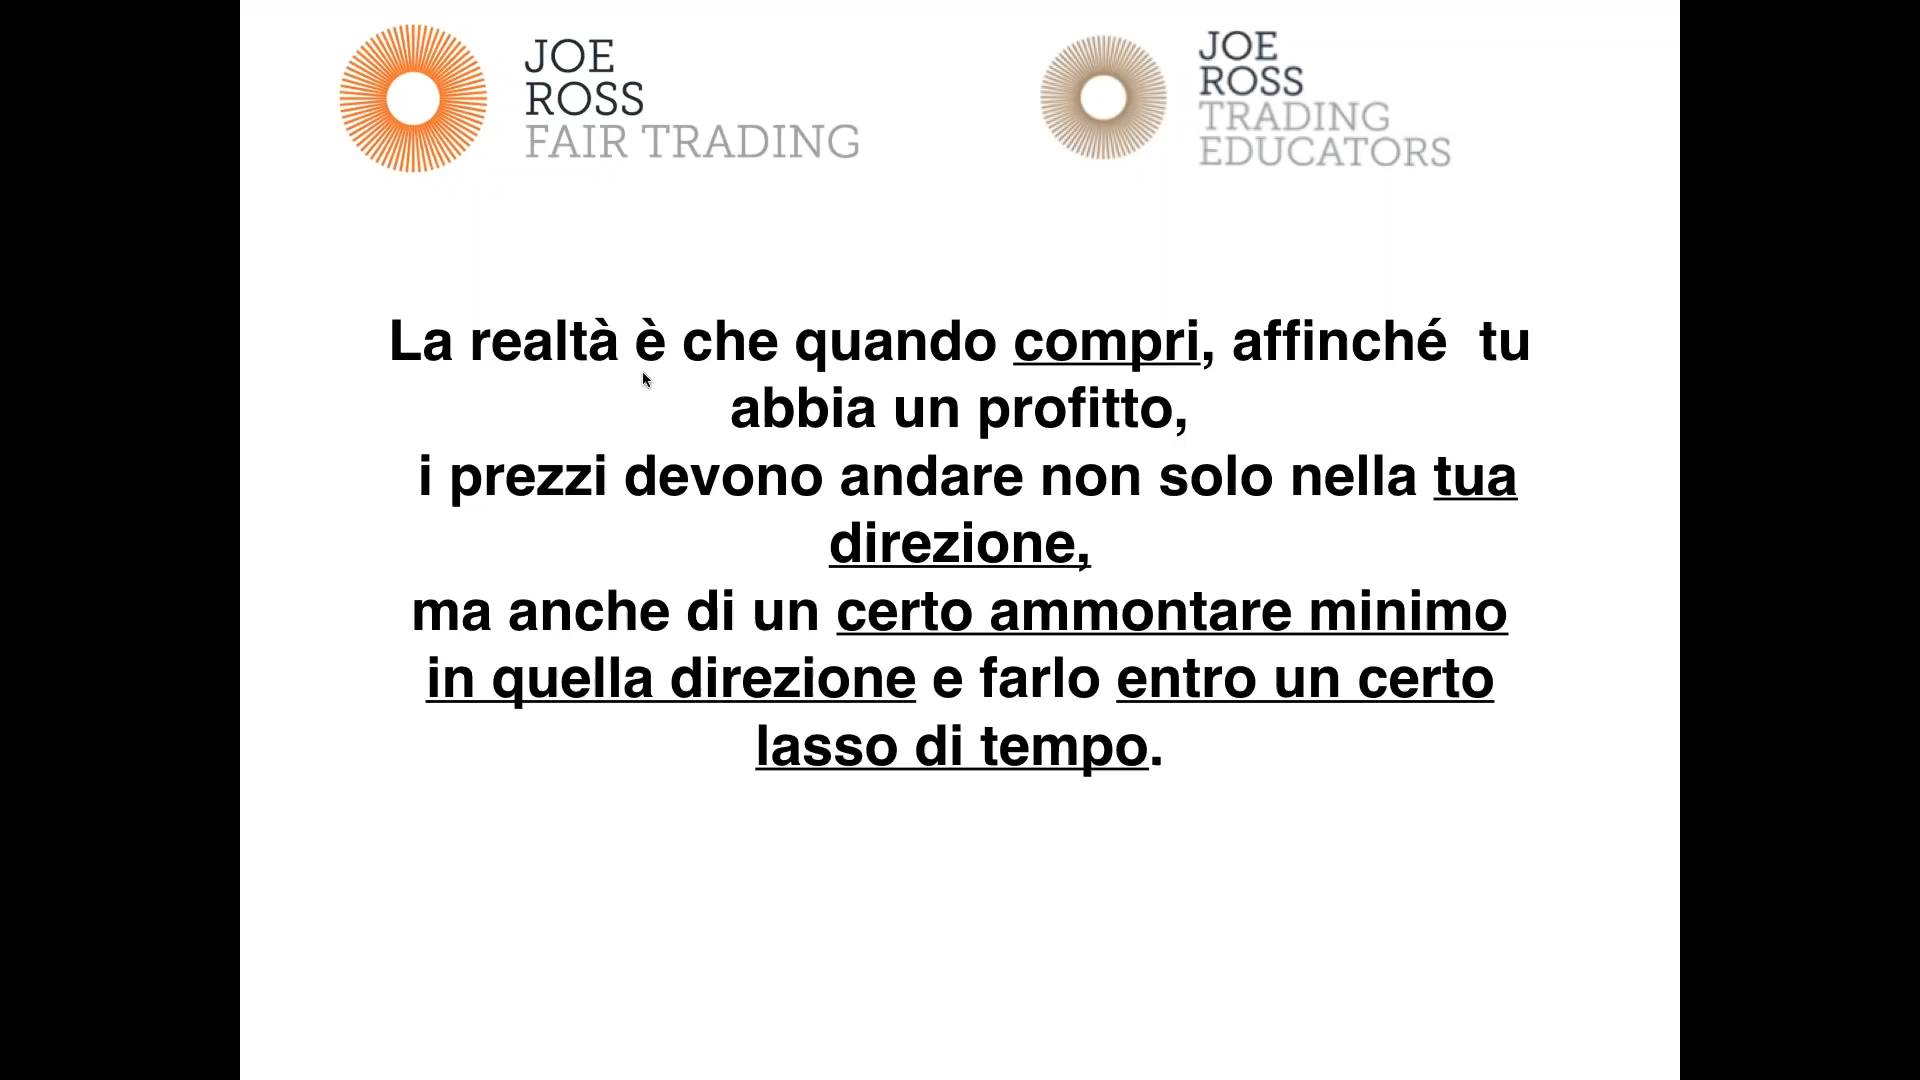 JOE
ROSS
FAIR TRADING
JOE
ROSS
TRADING
EDUCATORS
La realtà è che quando compri, affinché  tu
abbia un profitto,
i prezzi devono andare non solo nella tua
direzione,
ma anche di un certo ammontare minimo
in quella direzione e farlo entro un certo
lasso di tempo.